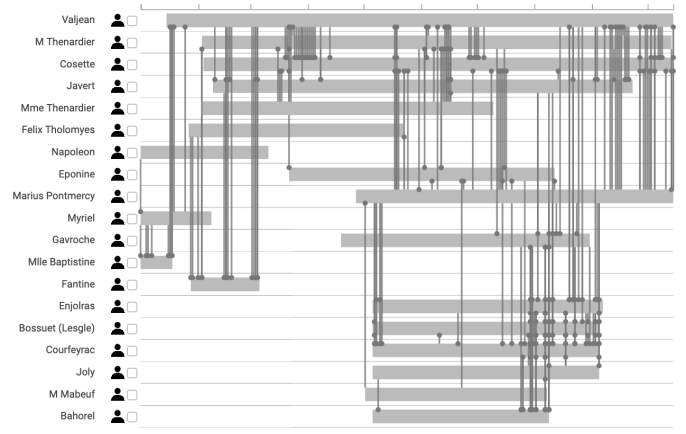 Valjean
M Thenardier
Cosette
Javert
Mme Thenardier
Felix Tholomyes
Napoleon
Eponine
Marius Pontmercy
Myriel
Gavroche
Mlle Baptistine
Fantine
Enjolras
Bossuet (Lesgle)
Courfeyrac
Joly
M Mabeuf
Bahorel